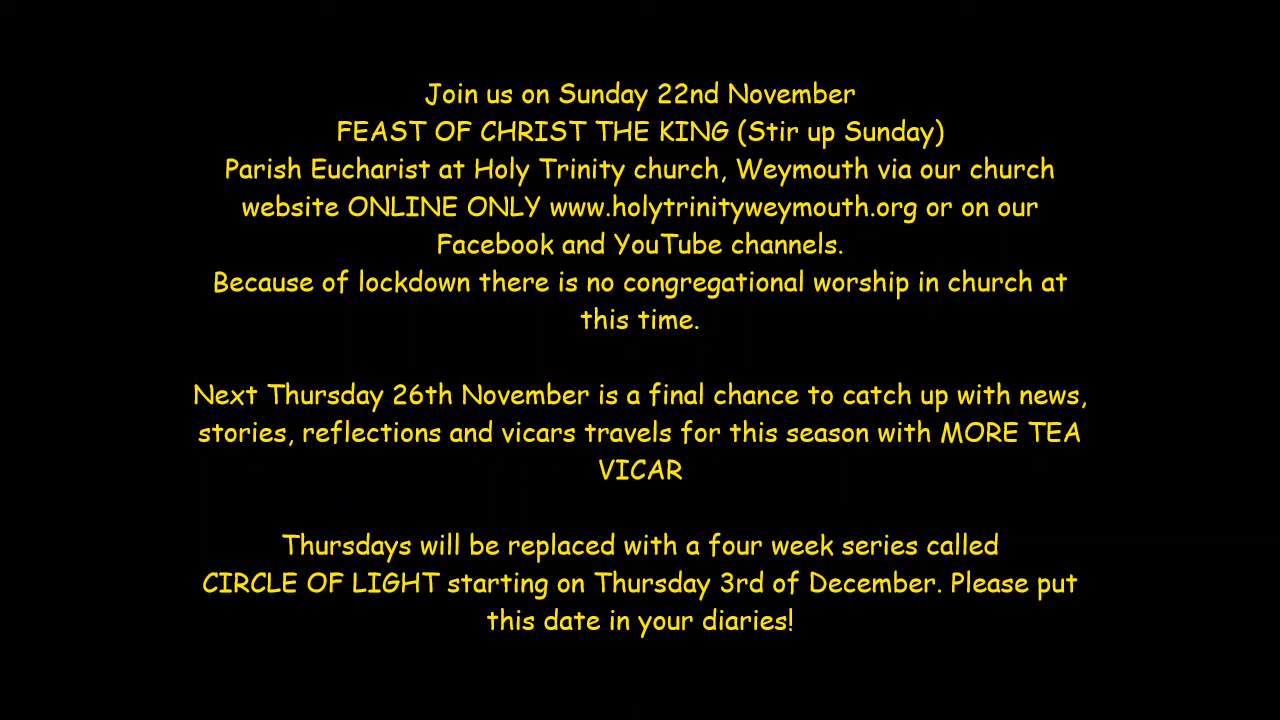 Join us on Sunday 22nd November
FEAST OF CHRIST THE KING (Stir up Sunday)
Parish Eucharist at Holy Trinity church, Weymouth via our church
website ONLINE ONLY www.holytrinityweymouth.org or on our
Facebook and YouTube channels.
Because of lockdown there is no congregational worship in church at
this time.
Next Thursday 26th November is a final chance to catch up with news,
stories, reflections and vicars travels for this season with MORE TEA
VICAR
Thursdays will be replaced with a four week series called
CIRCLE OF LIGHT starting on Thursday 3rd of December. Please put
this date in your diaries!